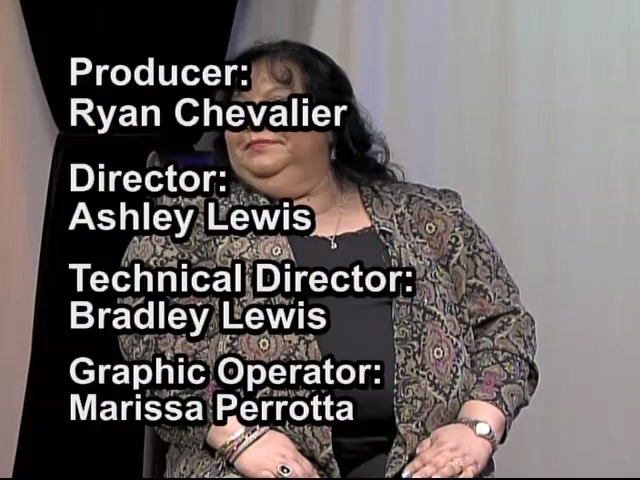 Producer:
Ryan Chevalier
Director:
Ashley Lewis
Technical Director:
Bradley Lewis
Graphic Operator:
Marissa Perrotta